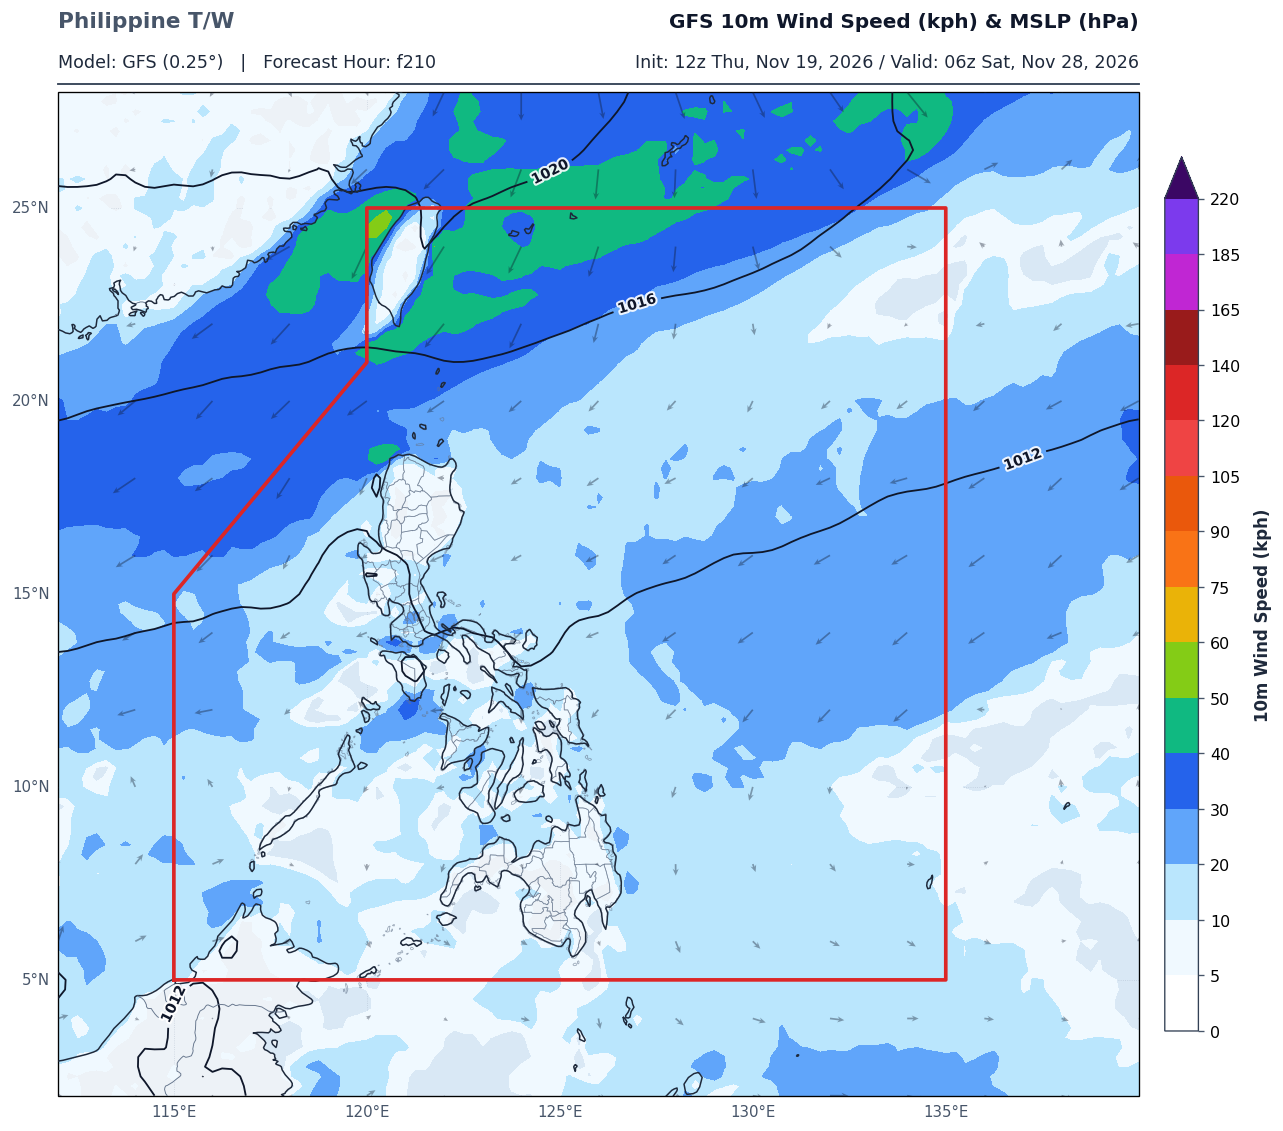 Philippine T/W
GFS 10m Wind Speed (kph) & MSLP (hPa)
Model: GFS (0.25°)   |   Forecast Hour: f210
Init: 12z Thu, Nov 19, 2026 / Valid: 06z Sat, Nov 28, 2026
1020
1016
1012
1012
25°N
20°N
15°N
10°N
5°N
115°E
120°E
125°E
130°E
135°E
220
185
165
140
120
105
90
75
60
50
40
30
20
10
5
0
10m Wind Speed (kph)